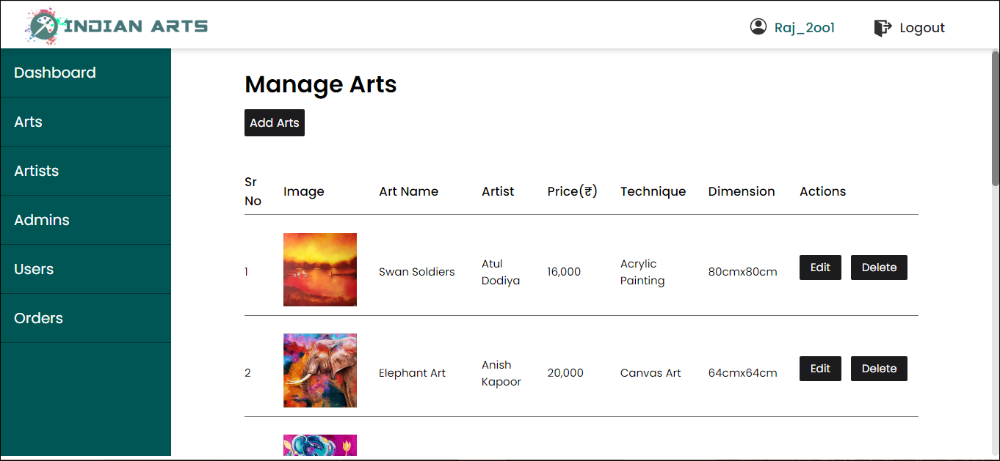 INDIAN ARTS
Raj_2oo1
Logout
Dashboard
Arts
Artists
Admins
Users
Orders
Manage Arts
Add Arts
Sr No Image Art Name Artist Price(₹) Technique Dimension Actions
1 Swan Soldiers Atul Dodiya 16,000 Acrylic Painting 80cmx80cm Edit Delete
2 Elephant Art Anish Kapoor 20,000 Canvas Art 64cmx64cm Edit Delete